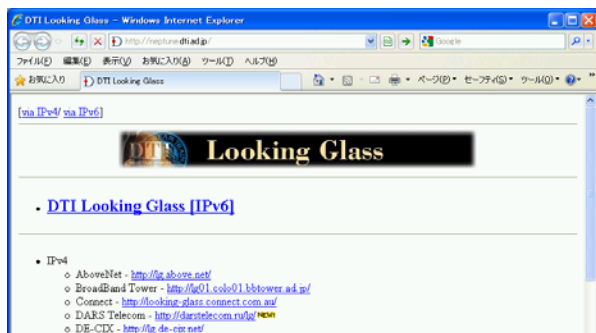 DTI Looking Glass - Windows Internet Explorer
http://neptune.dti.ad.jp/
Google
ファイル(F) 編集(E) 表示(V) お気に入り(A) ツール(T) ヘルプ(H)
お気に入り DTI Looking Glass ページ(P) セーフティ(S) ツール(O)
[via IPv4/ via IPv6]
DTI Looking Glass
DTI Looking Glass [IPv6]
IPv4
AboveNet - http://lg.above.net/
BroadBand Tower - http://lg01.colo01.bbtower.ad.jp/
Connect - http://looking-glass.connect.com.au/
DARS Telecom - http://darstelecom.ru/lg/ NEW!
DE-CIX - http://lg.de-cix.net/